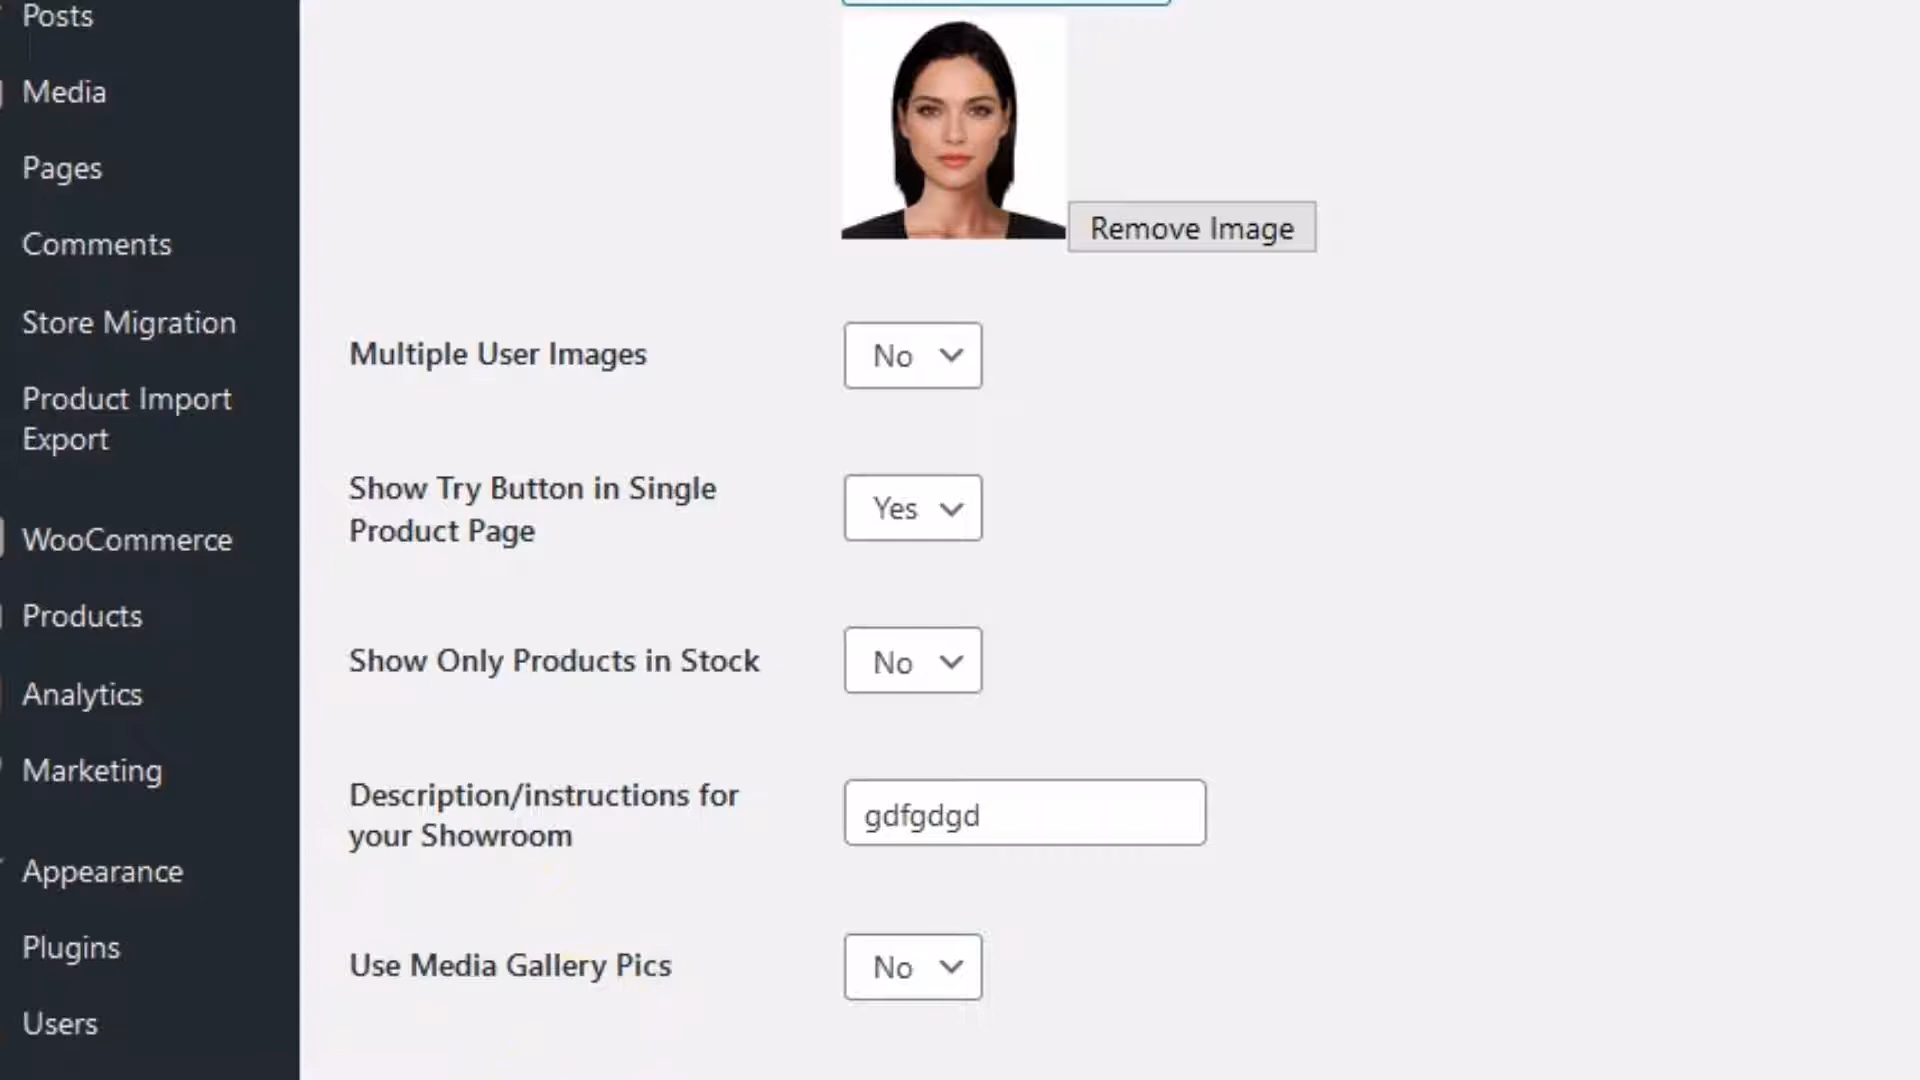 Posts
Media
Pages
Comments
Store Migration
Product Import
Export
WooCommerce
Products
Analytics
Marketing
Appearance
Plugins
Users
Remove Image
Multiple User Images
No
Show Try Button in Single
Product Page
Yes
Show Only Products in Stock
No
Description/instructions for
your Showroom
gdfgdgd
Use Media Gallery Pics
No